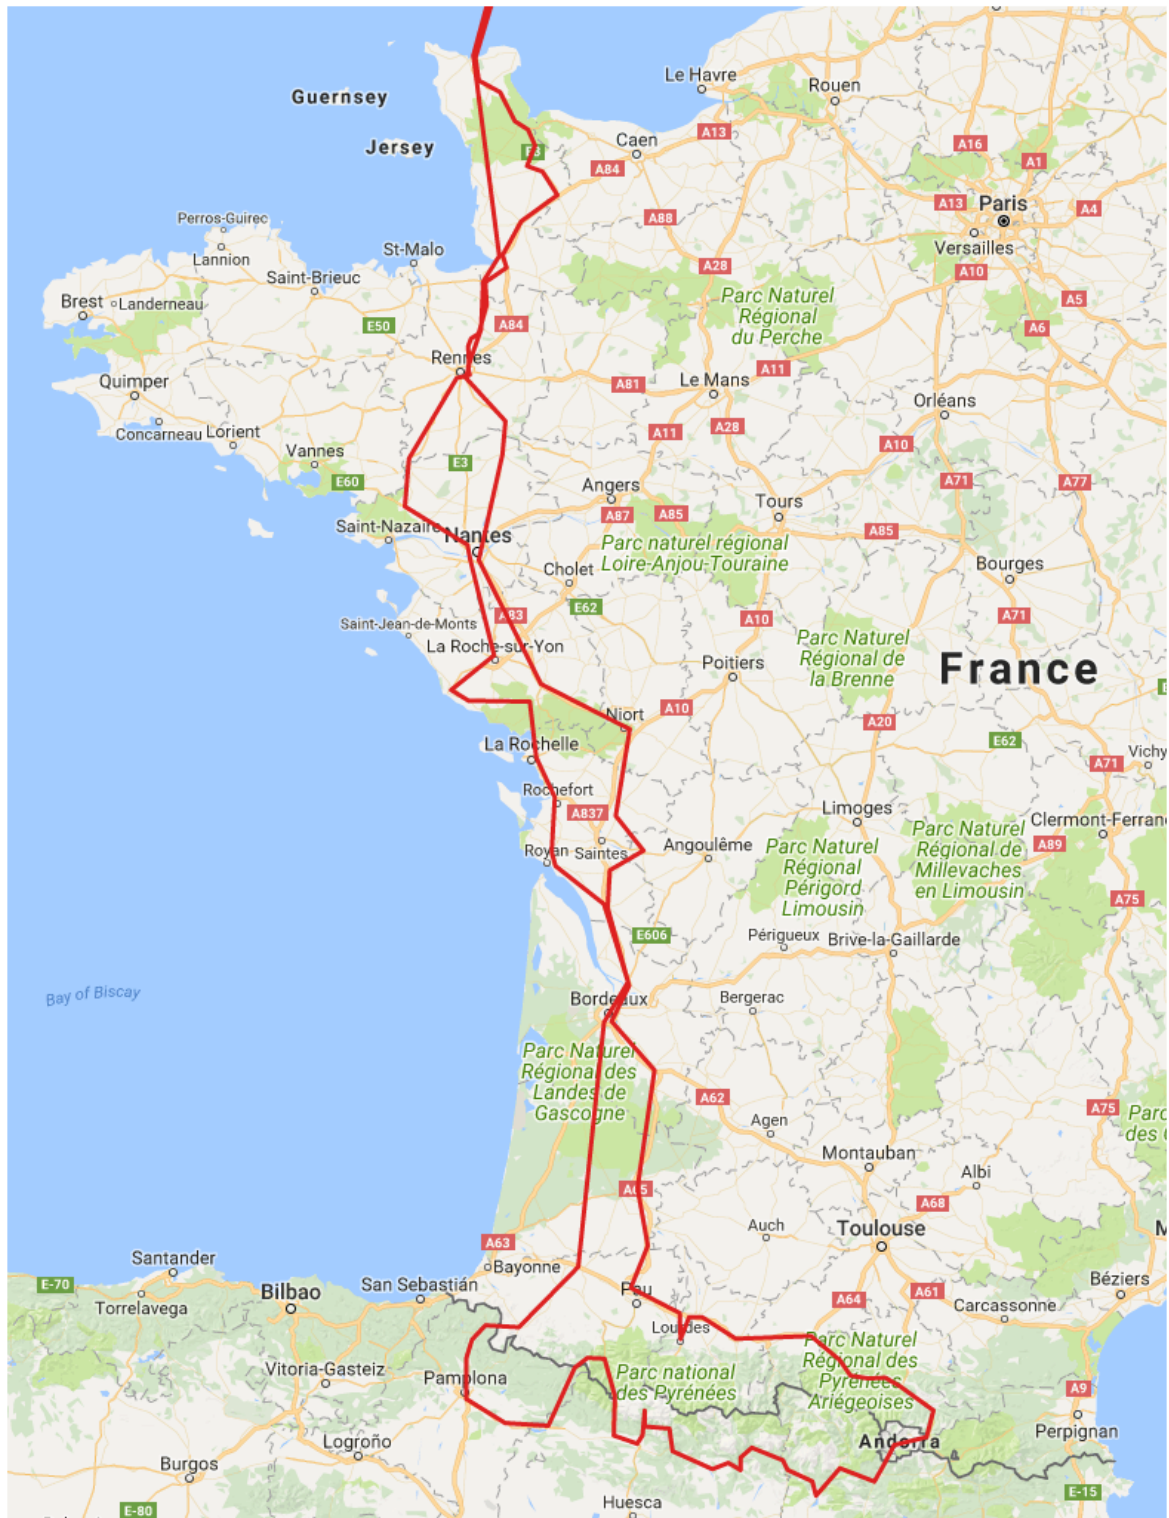 Le Havre
Rouen
Guernsey
A13
Jersey
Caen
E3
A84
A16
A1
A13
Paris
A4
A88
Perros-Guirec
Versailles
St-Malo
Lannion
A28
A10
Saint-Brieuc
Brest
Landerneau
Parc Naturel
Régional
du Perche
A5
E50
A84
A6
Rennes
A11
Quimper
A81
Le Mans
Orléans
Concarneau
Lorient
A11
A28
A10
Vannes
E3
E60
Angers
A71
A77
Tours
A87
A85
Saint-Nazaire
Nantes
A85
Parc naturel régional
Loire-Anjou-Touraine
Cholet
Bourges
E62
A83
A10
A71
Saint-Jean-de-Monts
La Roche-sur-Yon
Parc Naturel
Régional de
la Brenne
Poitiers
France
Niort
A10
A20
La Rochelle
E62
Vichy
A71
Rochefort
A837
Limoges
Clermont-Ferran
Royan
Saintes
Angoulême
Parc Naturel
Régional
Périgord
Limousin
Parc Naturel
Régional de
Millevaches
en Limousin
A89
A75
E606
Périgueux
Brive-la-Gaillarde
Bay of Biscay
Bordeaux
Bergerac
Parc Naturel
Régional des
Landes de
Gascogne
A62
A75
Parc
des
Agen
Montauban
Albi
A65
A68
Auch
Toulouse
A63
Santander
Bayonne
E-70
San Sebastián
Béziers
Bilbao
Pau
A64
A61
Torrelavega
Carcassonne
Lourdes
Parc Naturel
Régional des
Pyrénées
Ariégeoises
Vitoria-Gasteiz
Pamplona
Parc national
des Pyrénées
A9
Perpignan
Andorra
Logroño
Burgos
E-15
Huesca
E-80